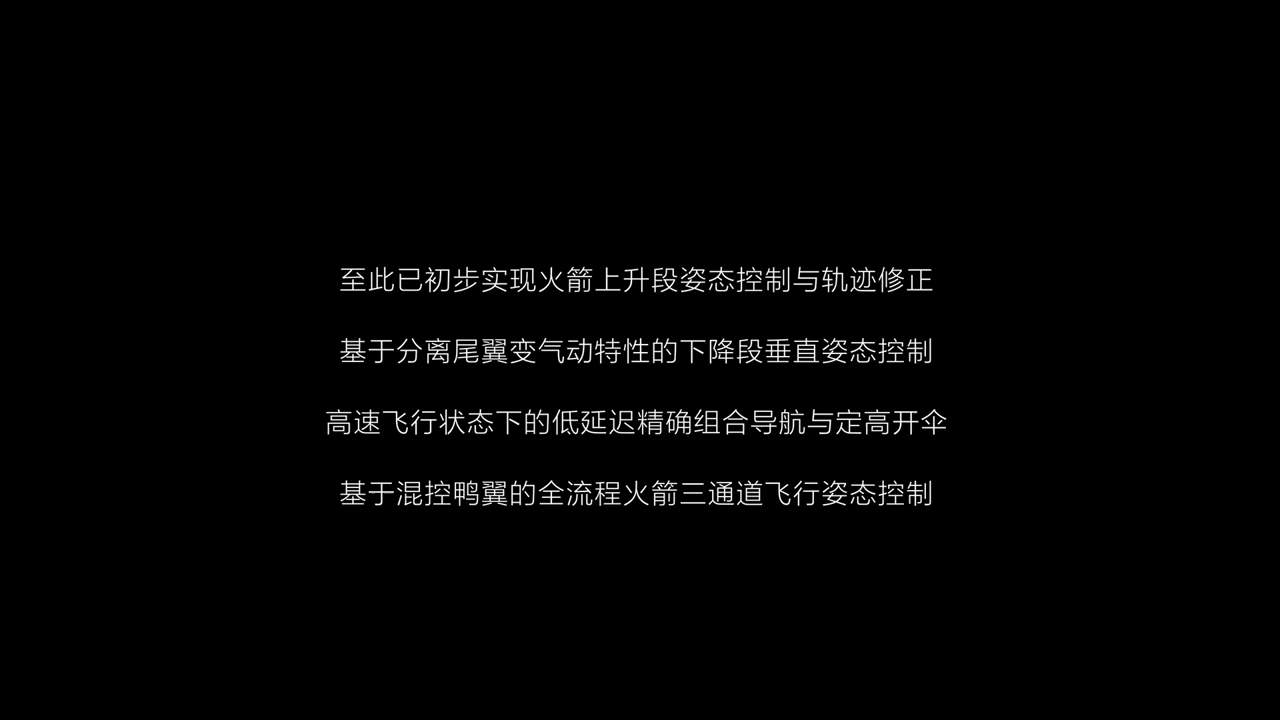 至此已初步实现火箭上升段姿态控制与轨迹修正
基于分离尾翼变气动特性的下降段垂直姿态控制
高速飞行状态下的低延迟精确组合导航与定高开伞
基于混控鸭翼的全流程火箭三通道飞行姿态控制